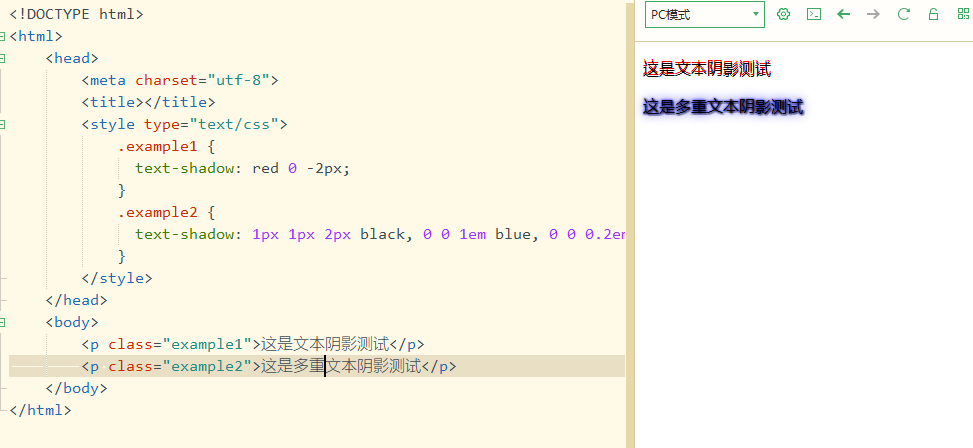 <!DOCTYPE html>
<html>
<head>
<meta charset="utf-8">
<title></title>
<style type="text/css">
.example1 {
text-shadow: red 0 -2px;
}
.example2 {
text-shadow: 1px 1px 2px black, 0 0 1em blue, 0 0 0.2em
}
</style>
</head>
<body>
<p class="example1">这是文本阴影测试</p>
<p class="example2">这是多重文本阴影测试</p>
</body>
</html>
PC模式
这是文本阴影测试
这是多重文本阴影测试